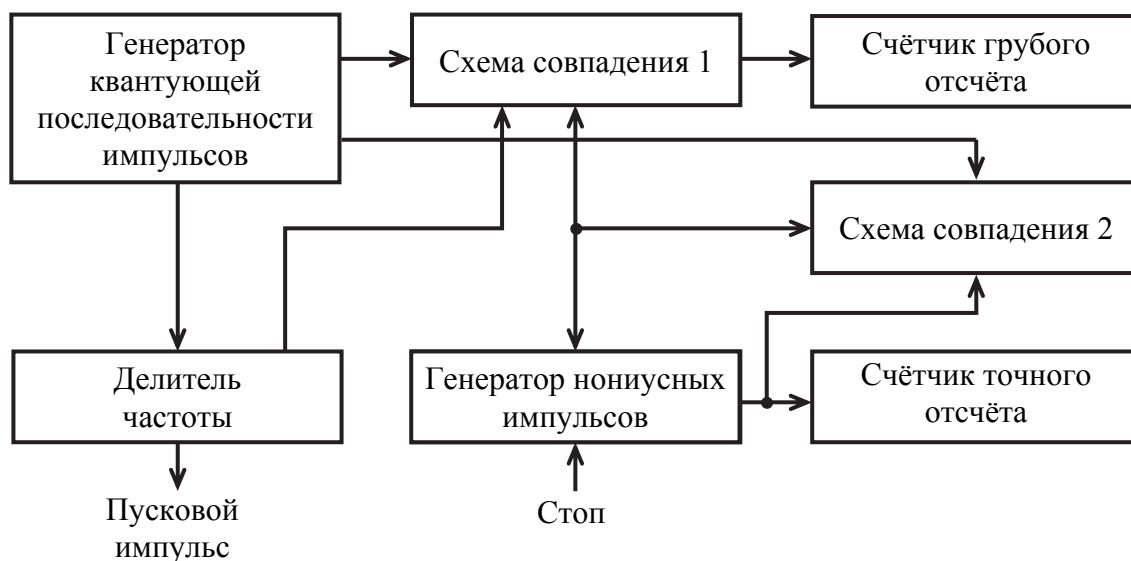 Генератор
квантующей
последовательности
импульсов
Схема совпадения 1
Счётчик грубого
отсчёта
Схема совпадения 2
Делитель
частоты
Генератор нониусных
импульсов
Счётчик точного
отсчёта
Пусковой
импульс
Стоп